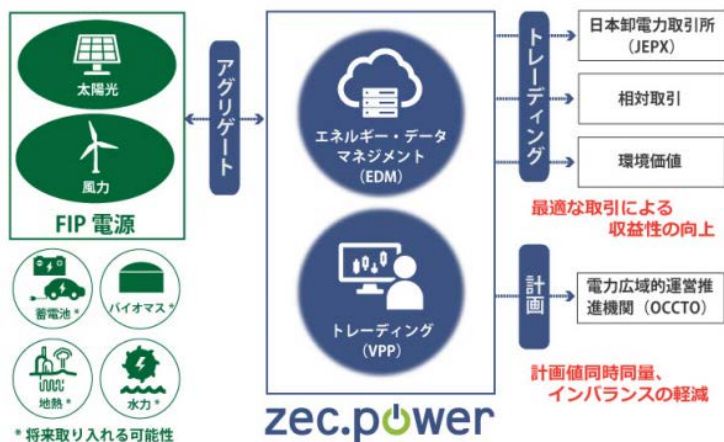 太陽光
風力
FIP 電源
蓄電池 *
バイオマス *
地熱 *
水力 *
* 将来取り入れる可能性
アグリゲート
エネルギー・データ
マネジメント
(EDM)
トレーディング
(VPP)
zec.power
トレーディング
日本卸電力取引所
(JEPX)
相対取引
環境価値
最適な取引による
収益性の向上
計画
電力広域的運営推
進機関（OCCTO）
計画値同時同量、
インバランスの軽減